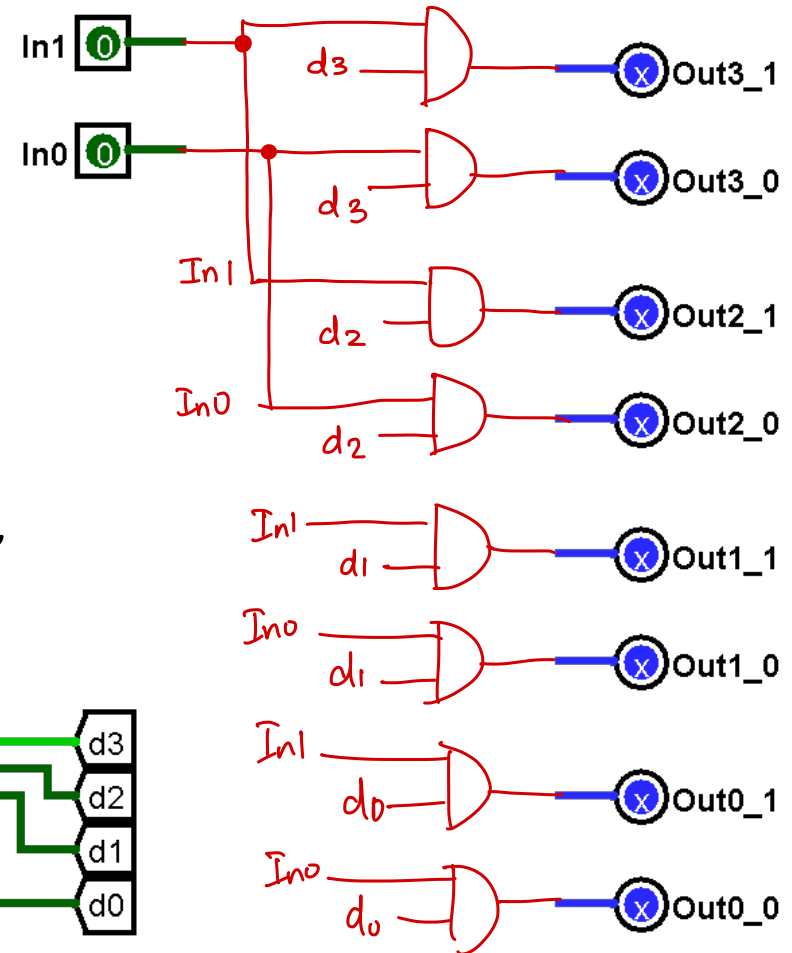 In1 0 Out3_1
d3
x
In0 0 Out3_0
d3
x
In1
d2
x Out2_1
In0
d2
x Out2_0
In1
d1
x Out1_1
,
In0
d1
x Out1_0
d3
In1
d0
x Out0_1
d2
d1
In0
d0
x Out0_0
d0